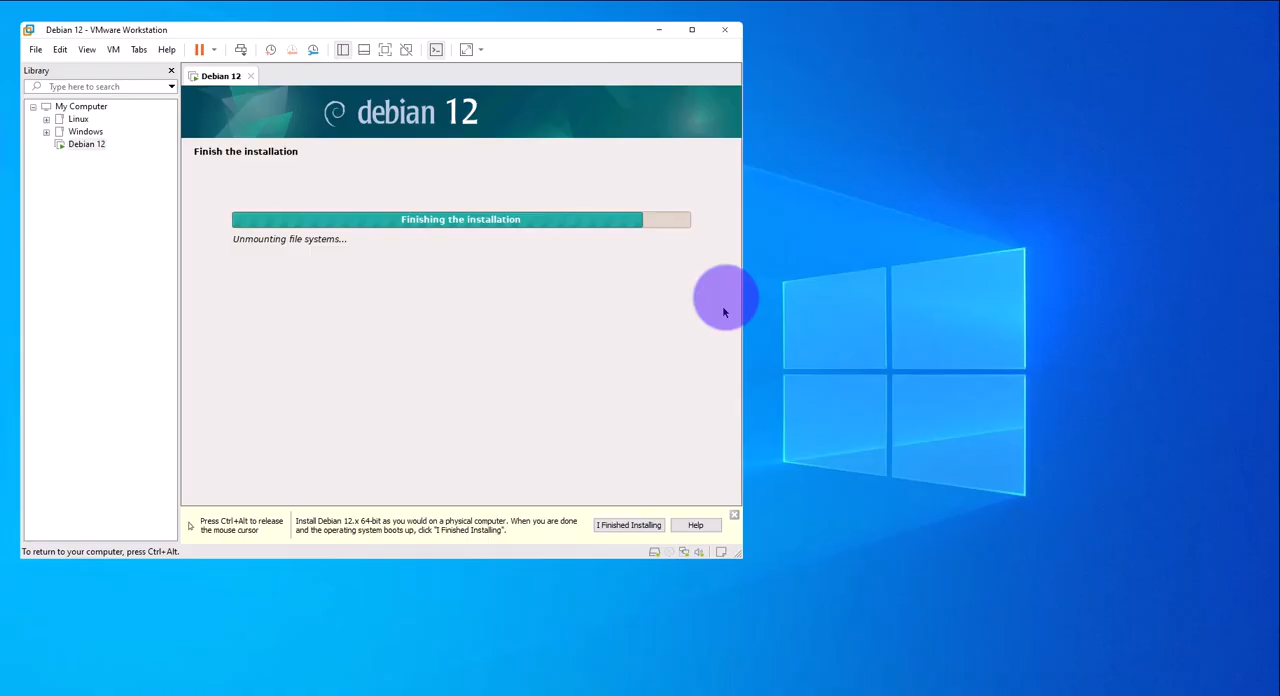 Debian 12 - VMware Workstation
File Edit View VM Tabs Help
Library
Type here to search
My Computer
Linux
Windows
Debian 12
Debian 12
debian 12
Finish the installation
Finishing the installation
Unmounting file systems...
Press Ctrl+Alt to release
the mouse cursor
Install Debian 12.x 64-bit as you would on a physical computer. When you are done
and the operating system boots up, click "I Finished Installing".
I Finished Installing
Help
To return to your computer, press Ctrl+Alt.